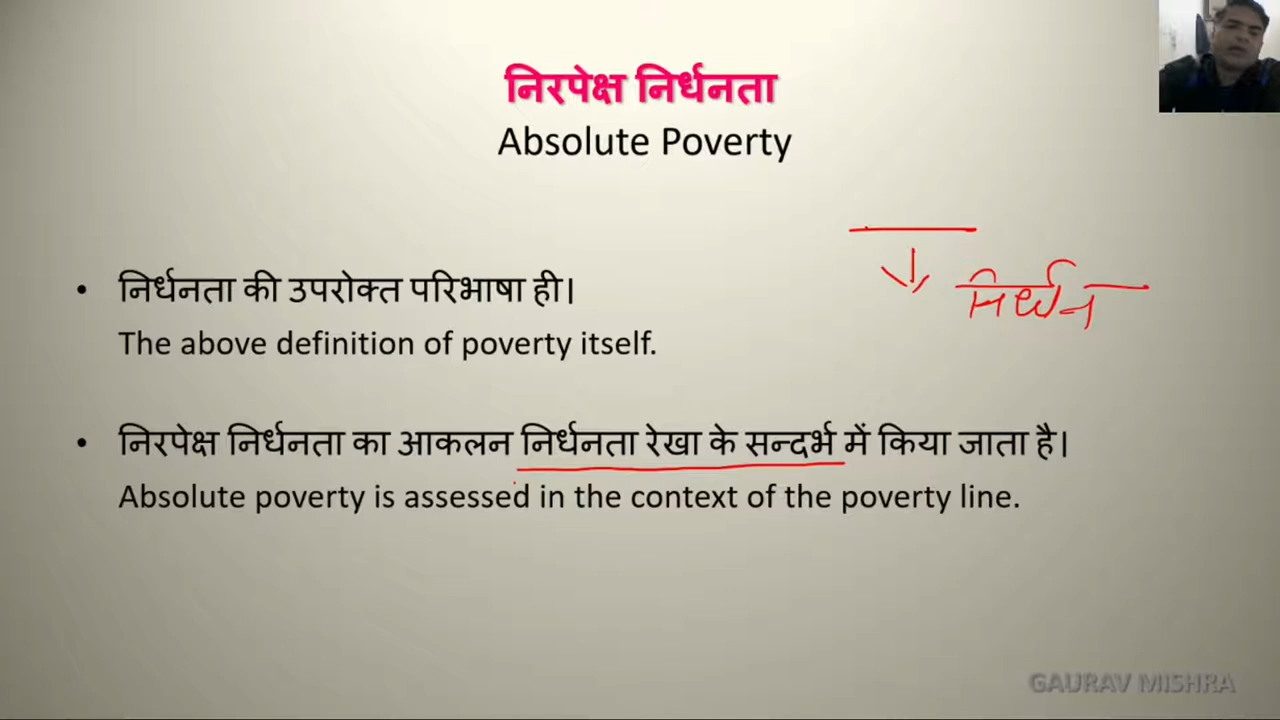 निरपेक्ष निर्धनता
Absolute Poverty
निर्धन
• निर्धनता की उपरोक्त परिभाषा ही।
The above definition of poverty itself.
• निरपेक्ष निर्धनता का आकलन निर्धनता रेखा के सन्दर्भ में किया जाता है।
Absolute poverty is assessed in the context of the poverty line.
GAURAV MISHRA